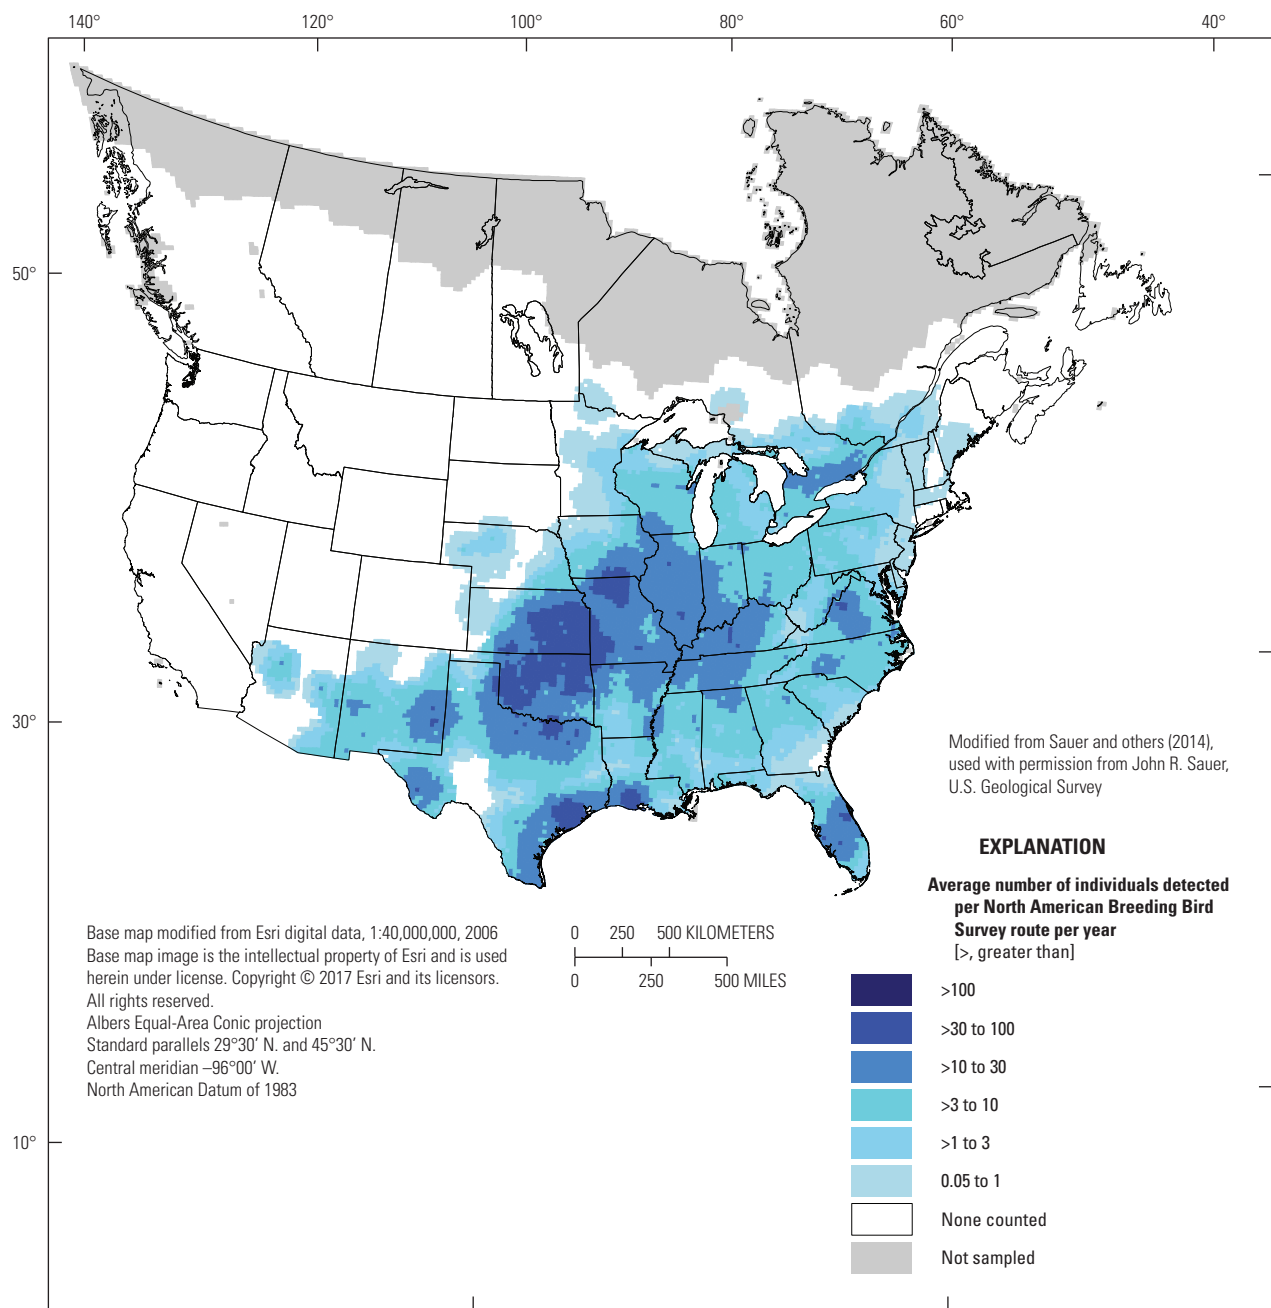 140°
120°
100°
80°
60°
40°
50°
30°
10°
Modified from Sauer and others (2014),
used with permission from John R. Sauer,
U.S. Geological Survey
EXPLANATION
Average number of individuals detected
per North American Breeding Bird
Survey route per year
[>, greater than]
>100
>30 to 100
>10 to 30
>3 to 10
>1 to 3
0.05 to 1
None counted
Not sampled
Base map modified from Esri digital data, 1:40,000,000, 2006
Base map image is the intellectual property of Esri and is used
herein under license. Copyright © 2017 Esri and its licensors.
All rights reserved.
Albers Equal-Area Conic projection
Standard parallels 29°30′ N. and 45°30′ N.
Central meridian –96°00′ W.
North American Datum of 1983
0 250 500 KILOMETERS
0 250 500 MILES